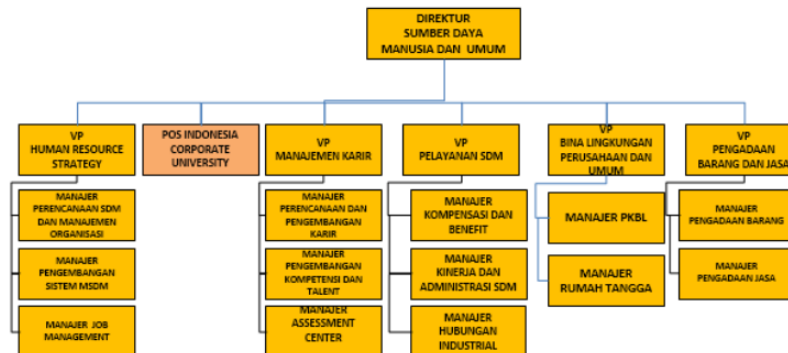 DIREKTUR
SUMBER DAYA
MANUSIA DAN UMUM
VP
HUMAN RESOURCE
STRATEGY
POS INDONESIA
CORPORATE
UNIVERSITY
VP
MANAJEMEN KARIR
VP
PELAYANAN SDM
VP
BINA LINGKUNGAN
PERUSAHAAN DAN
UMUM
VP
PENGADAAN
BARANG DAN JASA
MANAJER
PERENCANAAN SDM
DAN MANAJEMEN
ORGANISASI
MANAJER
PENGEMBANGAN
SISTEM MSDM
MANAJER JOB
MANAGEMENT
MANAJER
PERENCANAAN DAN
PENGEMBANGAN
KARIR
MANAJER
PENGEMBANGAN
KOMPETENSI DAN
TALENT
MANAJER
ASSESSMENT
CENTER
MANAJER
KOMPENSASI DAN
BENEFIT
MANAJER
KINERJA DAN
ADMINISTRASI SDM
MANAJER
HUBUNGAN
INDUSTRIAL
MANAJER PKBL
MANAJER
RUMAH TANGGA
MANAJER
PENGADAAN BARANG
MANAJER
PENGADAAN JASA